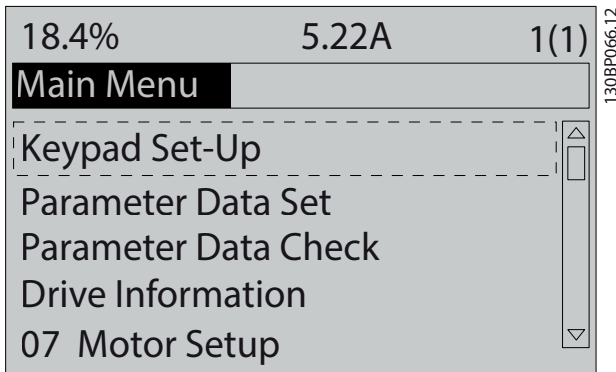 18.4% 5.22A 1(1)
Main Menu
Keypad Set-Up
Parameter Data Set
Parameter Data Check
Drive Information
07 Motor Setup
130BP066.12